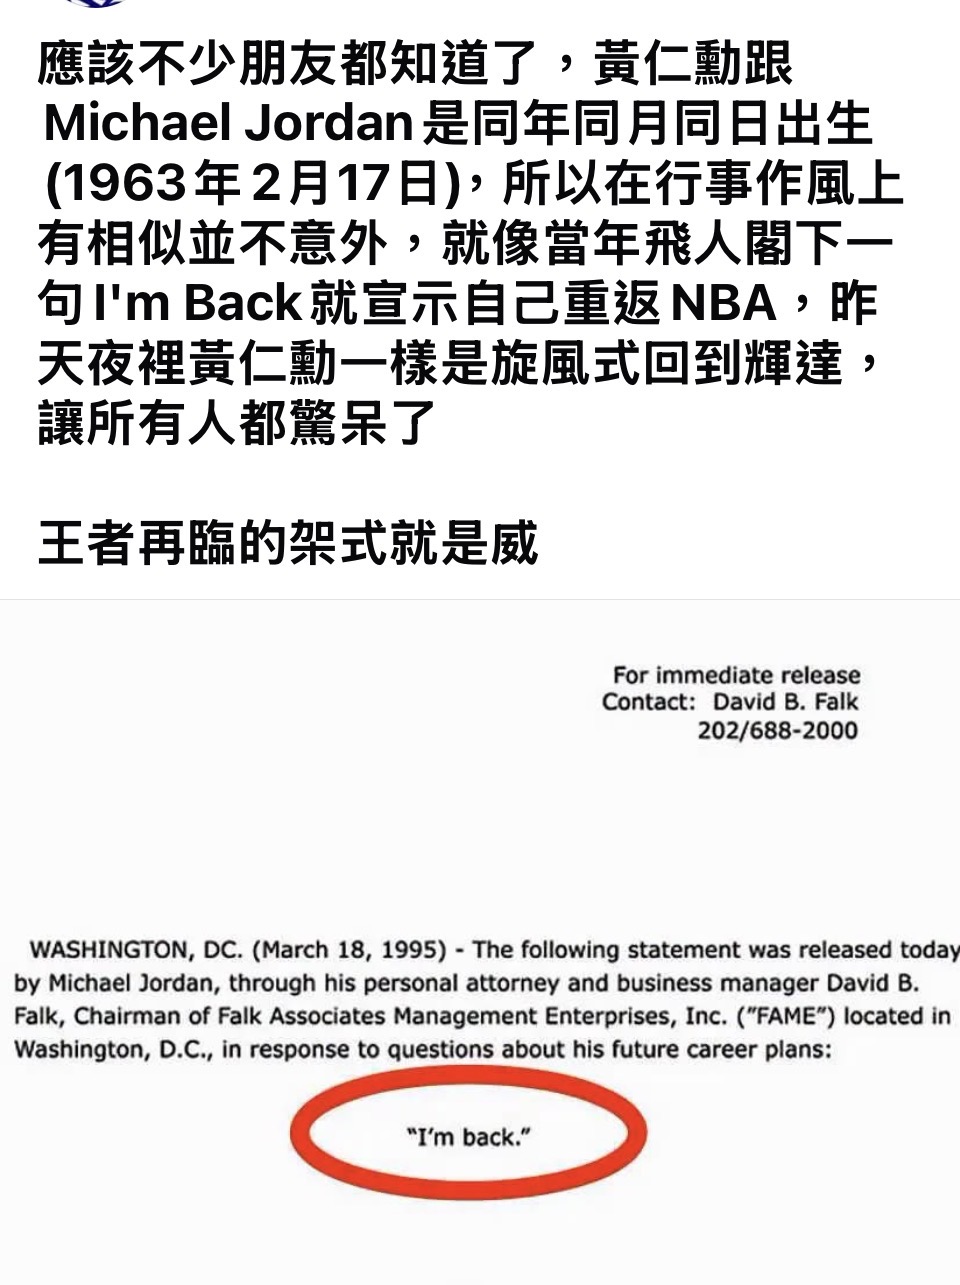 應該不少朋友都知道了，黃仁勳跟
Michael Jordan是同年同月同日出生
(1963年2月17日)，所以在行事作風上
有相似並不意外，就像當年飛人閣下一
句I'm Back就宣示自己重返NBA，昨
天夜裡黃仁勳一樣是旋風式回到輝達，
讓所有人都驚呆了
王者再臨的架式就是威
For immediate release
Contact: David B. Falk
202/688-2000
WASHINGTON, DC. (March 18, 1995) - The following statement was released today
by Michael Jordan, through his personal attorney and business manager David B.
Falk, Chairman of Falk Associates Management Enterprises, Inc. ("FAME") located in
Washington, D.C., in response to questions about his future career plans:
"I'm back."